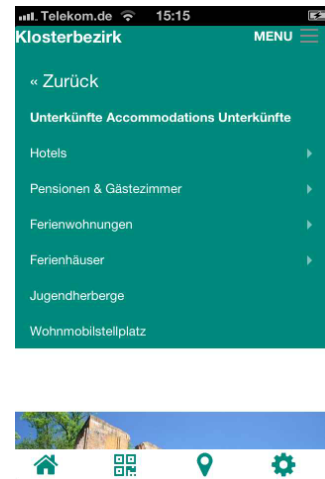 Telekom.de 15:15
Klosterbezirk MENU
« Zurück
Unterkünfte Accommodations Unterkünfte
Hotels
Pensionen & Gästezimmer
Ferienwohnungen
Ferienhäuser
Jugendherberge
Wohnmobilstellplatz